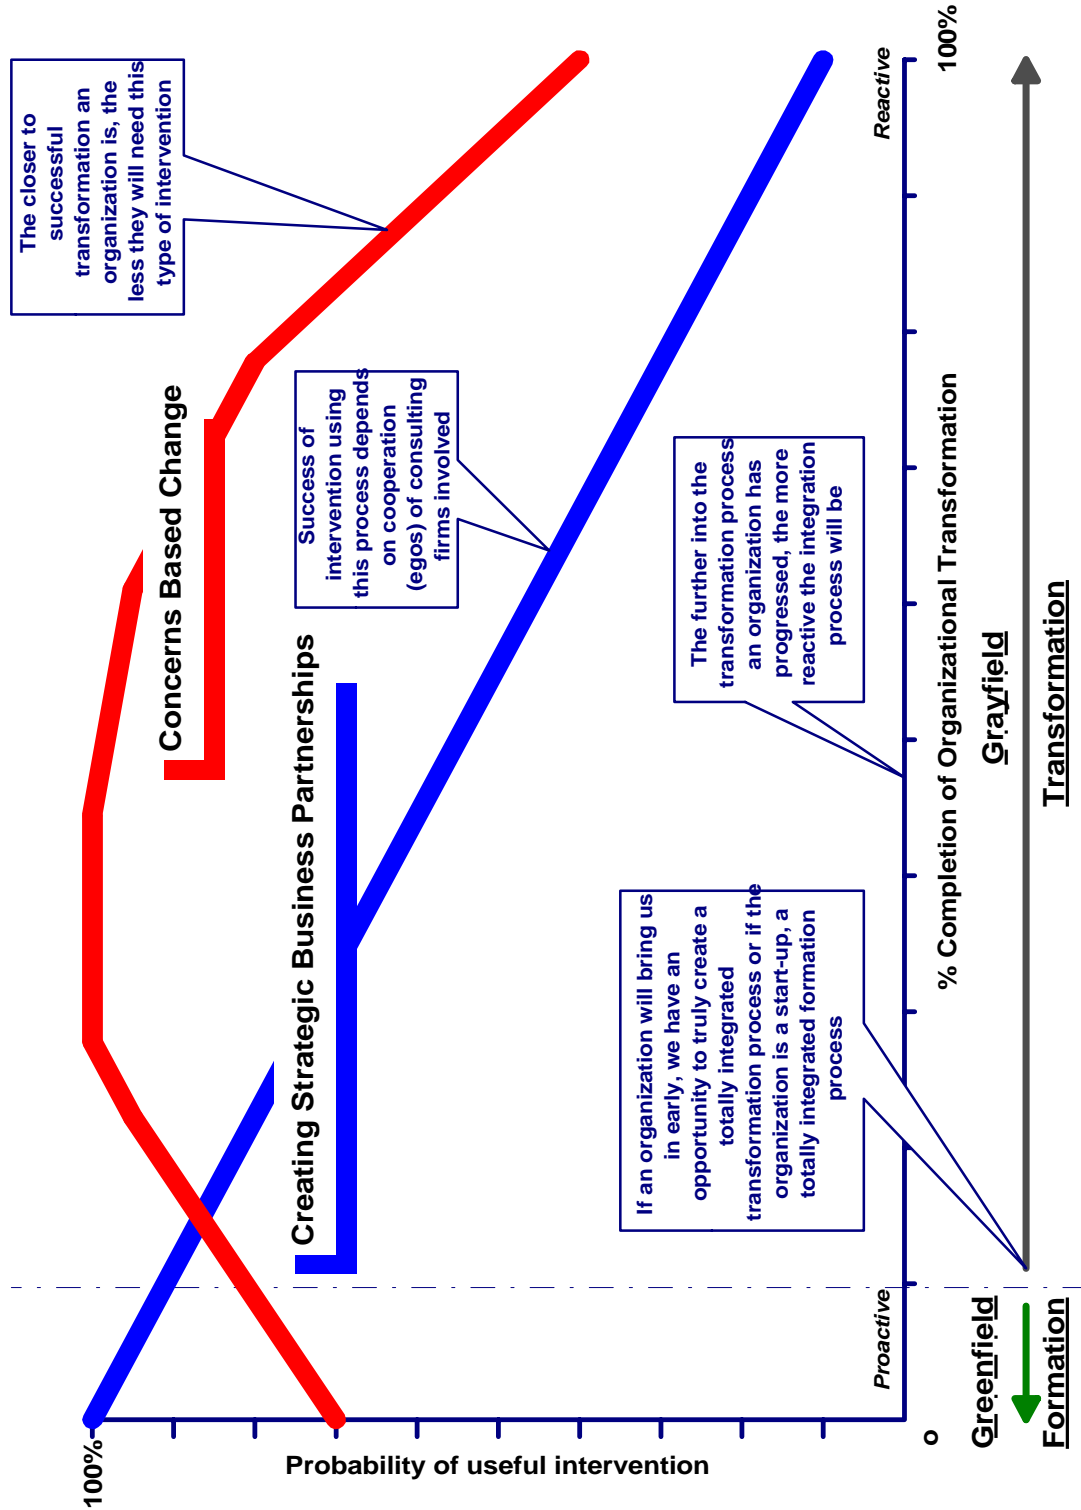 100%
Probability of useful intervention
Concerns Based Change
Creating Strategic Business Partnerships
The closer to
successful
transformation an
organization is, the
less they will need this
type of intervention
Success of
intervention using
this process depends
on cooperation
(egos) of consulting
firms involved
If an organization will bring us
in early, we have an
opportunity to truly create a
totally integrated
transformation process or if the
organization is a start-up, a
totally integrated formation
process
The further into the
transformation process
an organization has
progressed, the more
reactive the integration
process will be
Proactive
Reactive
o
% Completion of Organizational Transformation
100%
Greenfield
Grayfield
Formation
Transformation